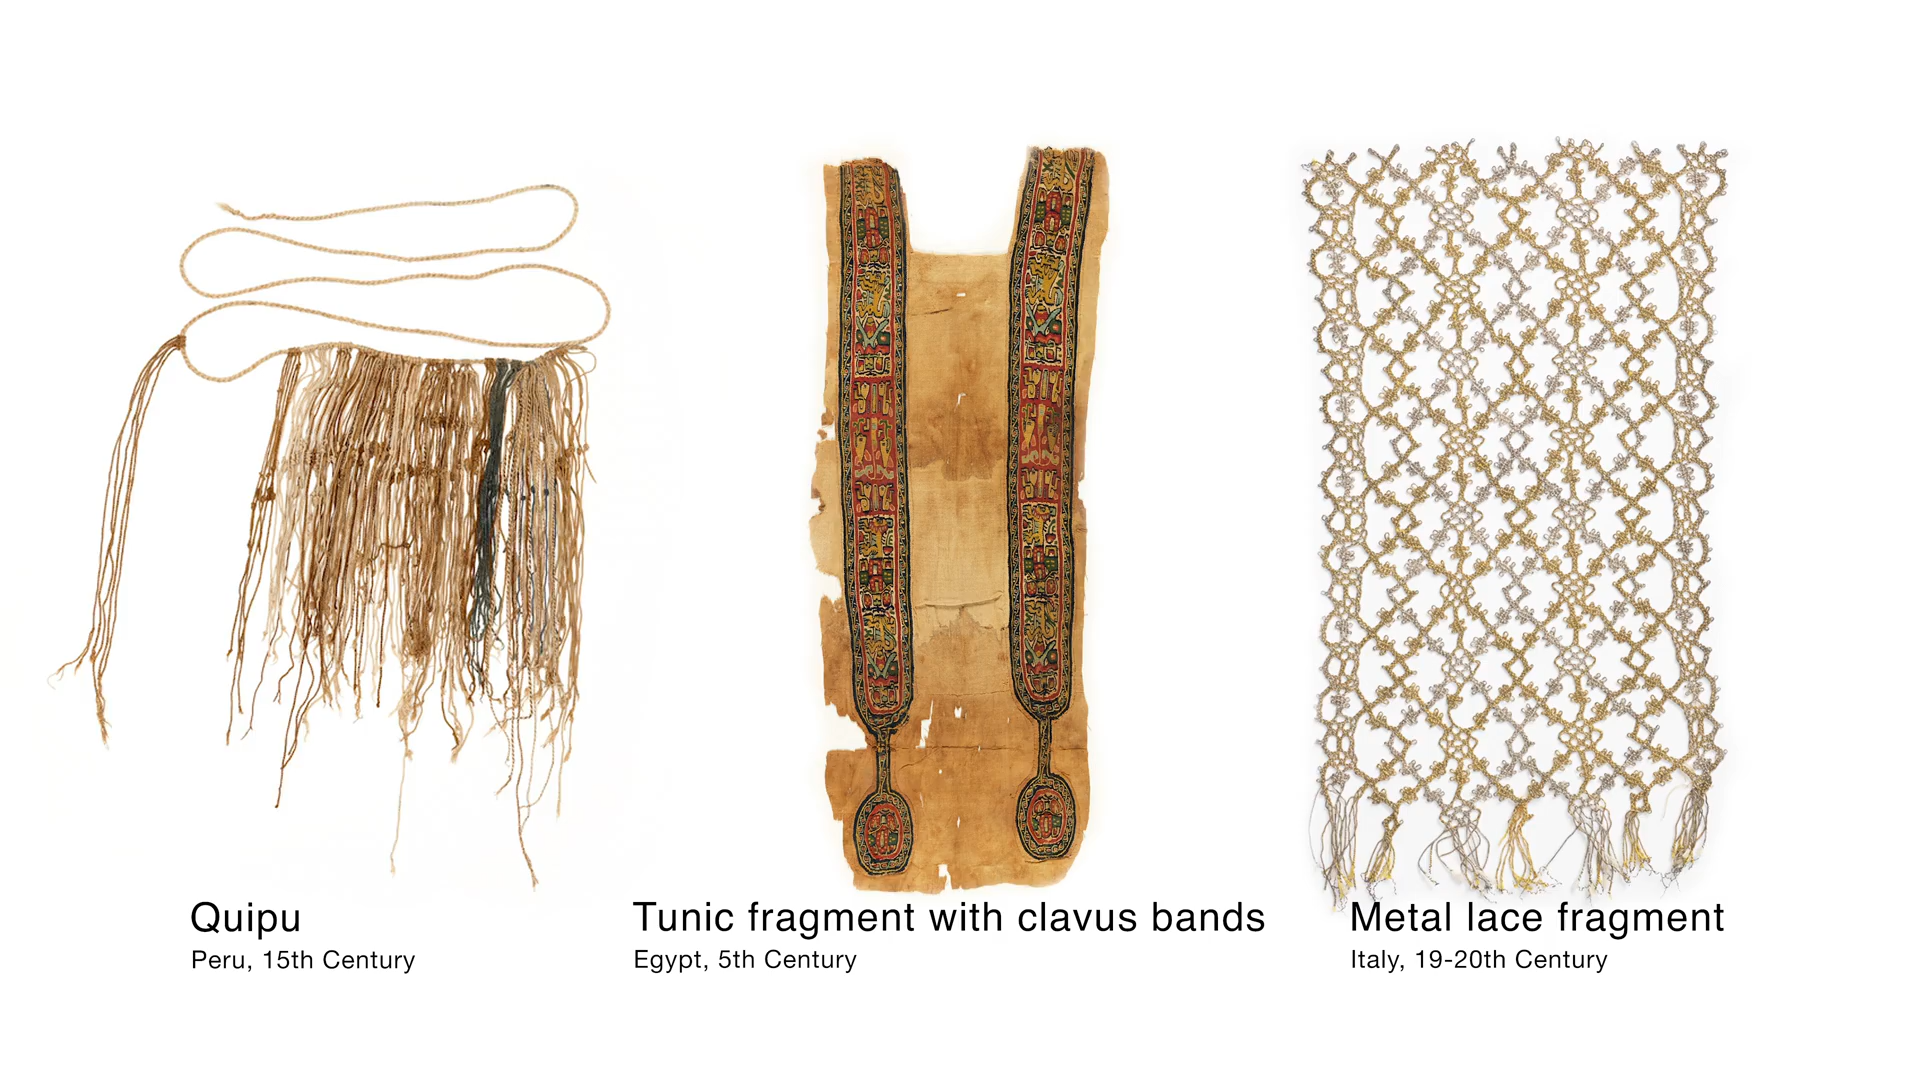 Quipu
Peru, 15th Century
Tunic fragment with clavus bands
Egypt, 5th Century
Metal lace fragment
Italy, 19-20th Century